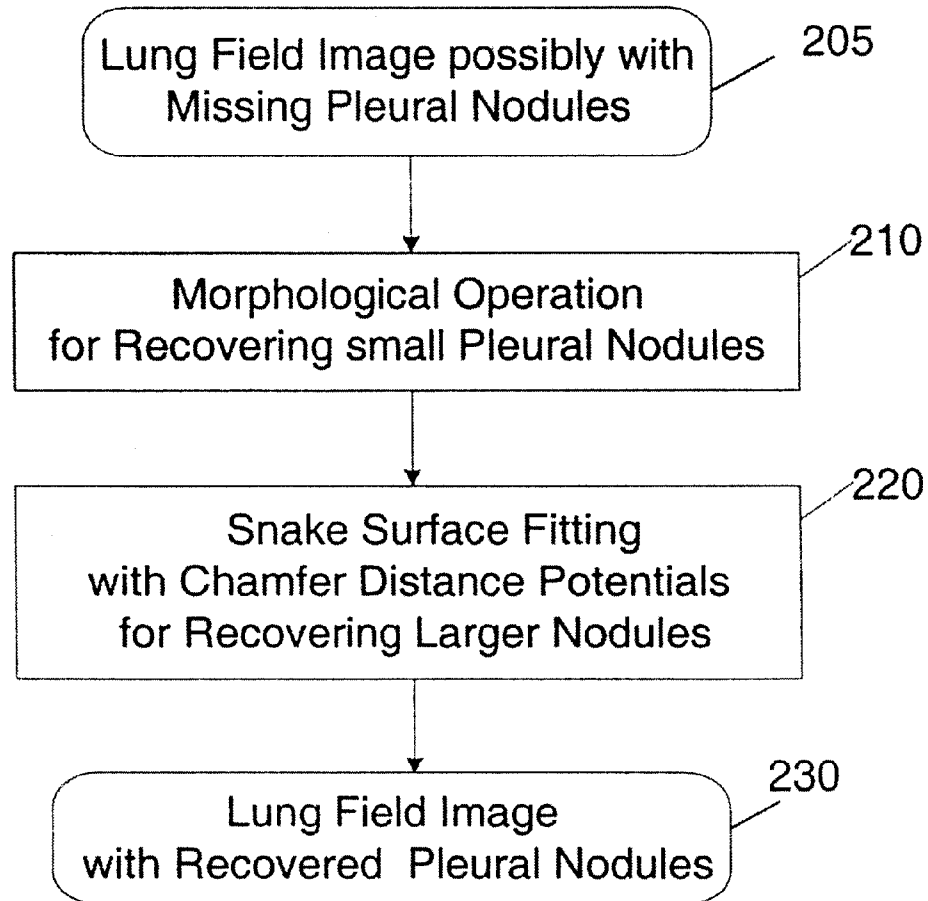 Lung Field Image possibly with
Missing Pleural Nodules
205
Morphological Operation
for Recovering small Pleural Nodules
210
Snake Surface Fitting
with Chamfer Distance Potentials
for Recovering Larger Nodules
220
Lung Field Image
with Recovered Pleural Nodules
230